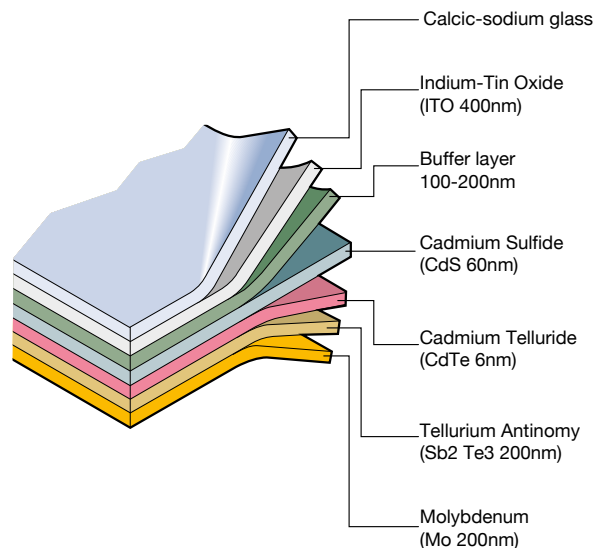 Calcic-sodium glass
Indium-Tin Oxide
(ITO 400nm)
Buffer layer
100-200nm
Cadmium Sulfide
(CdS 60nm)
Cadmium Telluride
(CdTe 6nm)
Tellurium Antinomy
(Sb2 Te3 200nm)
Molybdenum
(Mo 200nm)